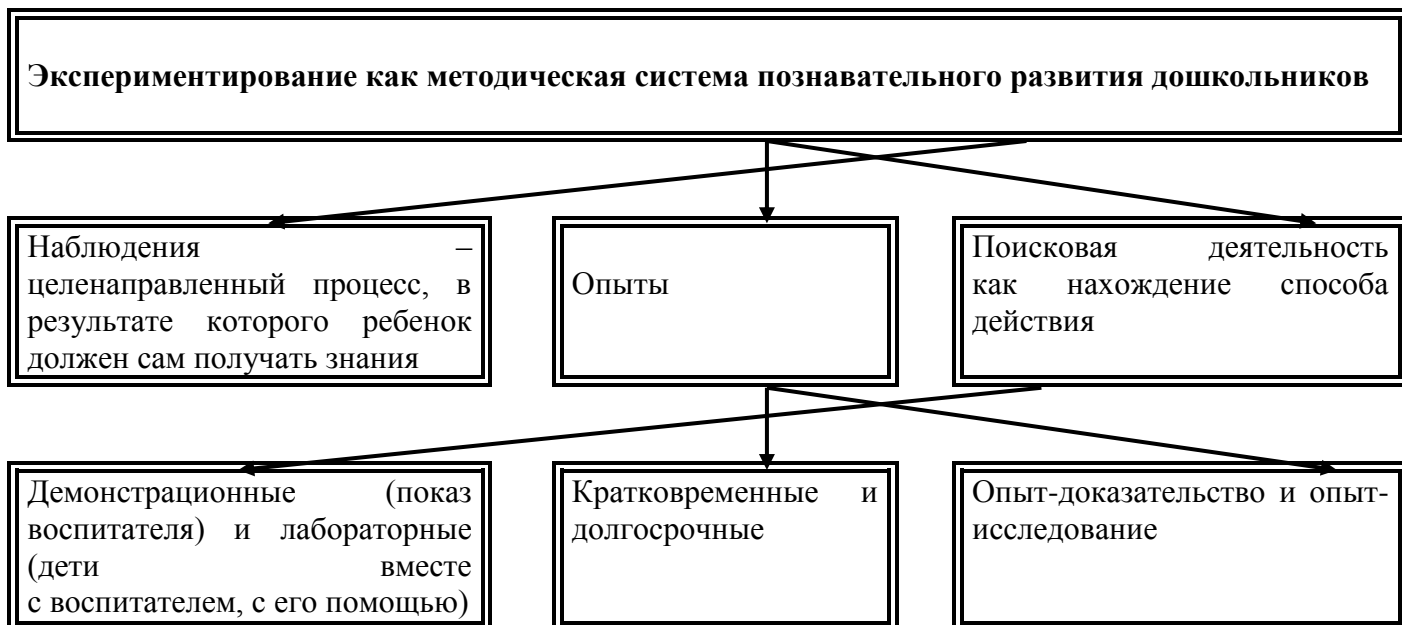 Экспериментирование как методическая система познавательного развития дошкольников
Наблюдения –
целенаправленный процесс, в
результате которого ребенок
должен сам получать знания
Опыты
Поисковая деятельность
как нахождение способа
действия
Демонстрационные (показ
воспитателя) и лабораторные
(дети вместе
с воспитателем, с его помощью)
Кратковременные и
долгосрочные
Опыт-доказательство и опыт-
исследование